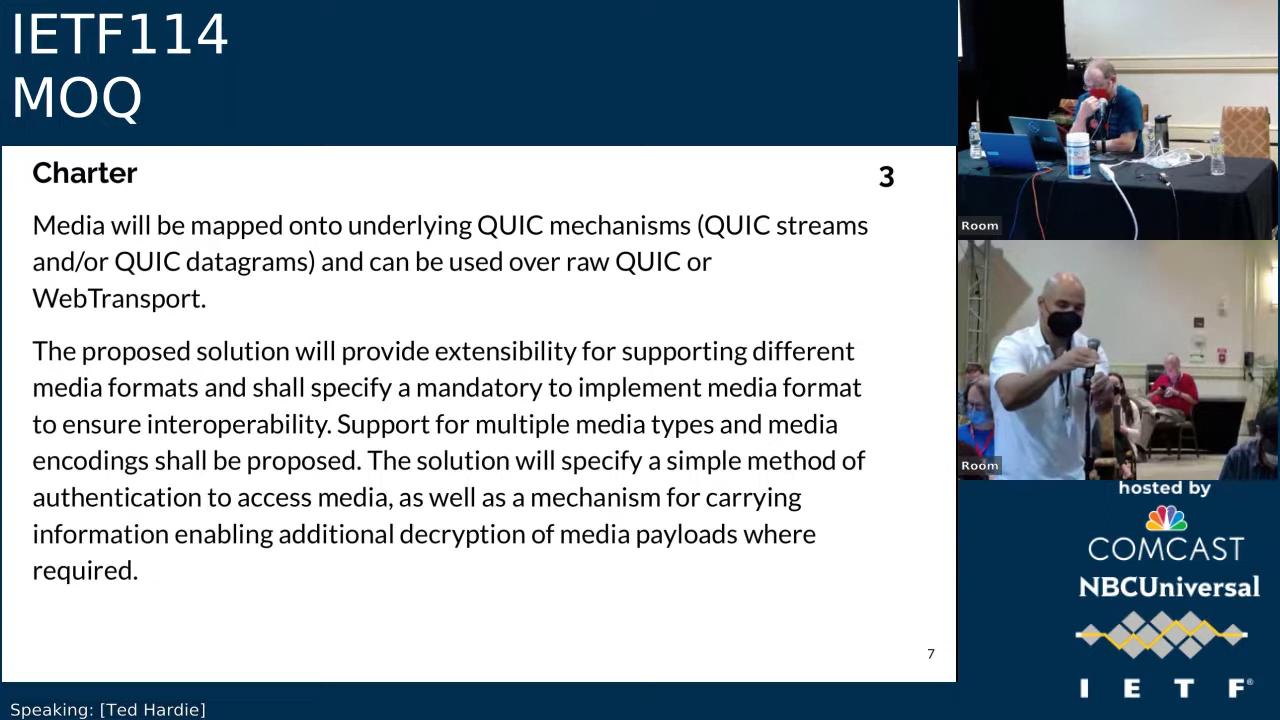 IETF114
MOQ
Charter
3
Media will be mapped onto underlying QUIC mechanisms (QUIC streams
and/or QUIC datagrams) and can be used over raw QUIC or
WebTransport.
The proposed solution will provide extensibility for supporting different
media formats and shall specify a mandatory to implement media format
to ensure interoperability. Support for multiple media types and media
encodings shall be proposed. The solution will specify a simple method of
authentication to access media, as well as a mechanism for carrying
information enabling additional decryption of media payloads where
required.
7
Speaking: [Ted Hardie]
Room
Room
hosted by
COMCAST
NBCUniversal
I E T F®